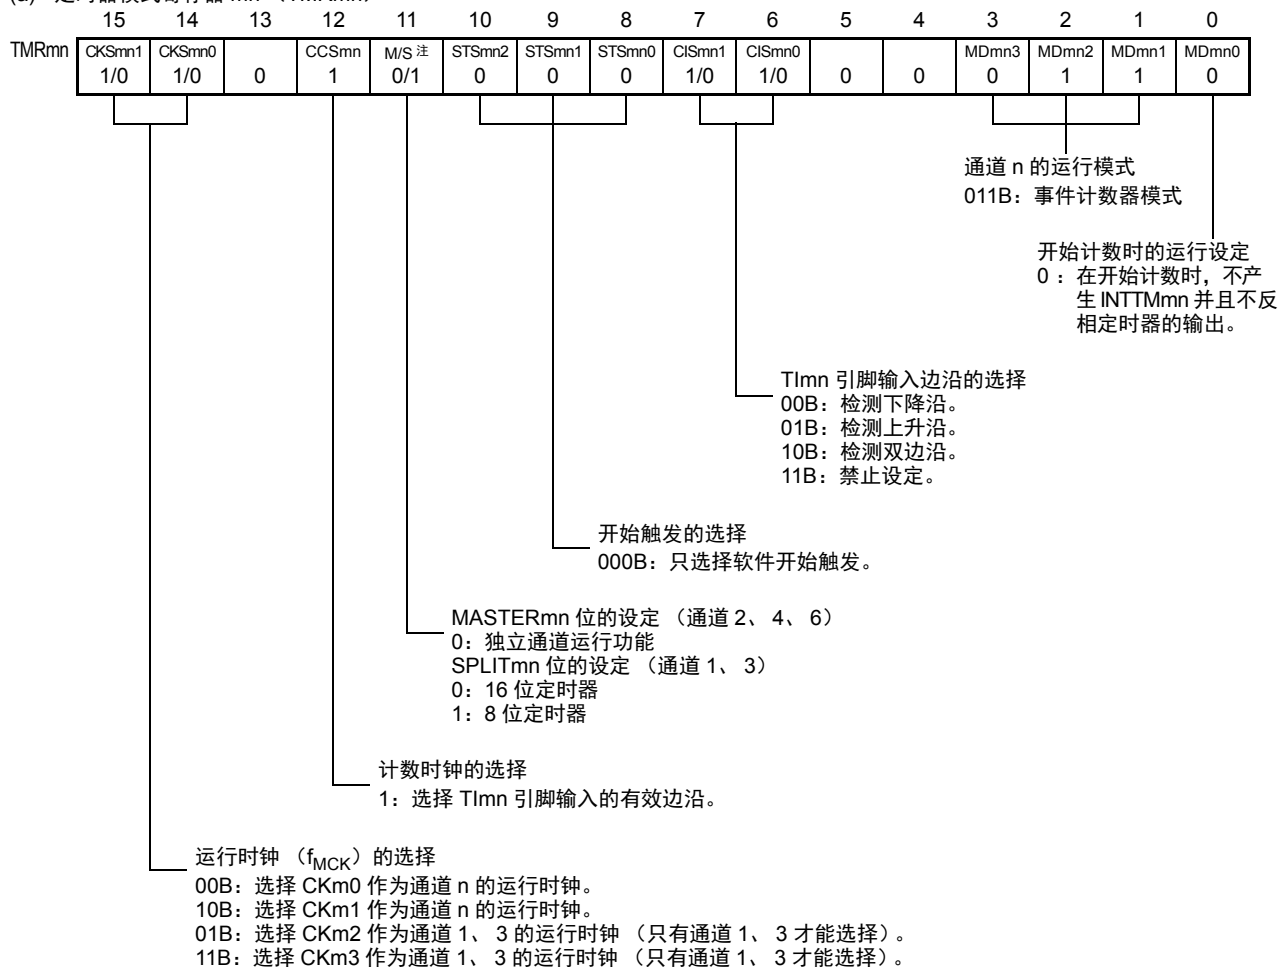 15 14 13 12 11 10 9 8 7 6 5 4 3 2 1 0
TMRmn CKSmn1 CKSmn0 CCSmn M/S 注 STSmn2 STSmn1 STSmn0 CISmn1 CISmn0 MDmn3 MDmn2 MDmn1 MDmn0
1/0 1/0 0 1 0/1 0 0 0 1/0 1/0 0 0 0 1 1 0
通道 n 的运行模式
011B：事件计数器模式
开始计数时的运行设定
0 ：在开始计数时，不产
生 INTTMmn 并且不反
相定时器的输出。
TImn 引脚输入边沿的选择
00B：检测下降沿。
01B：检测上升沿。
10B：检测双边沿。
11B：禁止设定。
开始触发的选择
000B：只选择软件开始触发。
MASTERmn 位的设定 （通道 2、 4、 6）
0：独立通道运行功能
SPLITmn 位的设定 （通道 1、 3）
0：16 位定时器
1：8 位定时器
计数时钟的选择
1：选择 TImn 引脚输入的有效边沿。
运行时钟 （fMCK）的选择
00B：选择 CKm0 作为通道 n 的运行时钟。
10B：选择 CKm1 作为通道 n 的运行时钟。
01B：选择 CKm2 作为通道 1、 3 的运行时钟 （只有通道 1、 3 才能选择）。
11B：选择 CKm3 作为通道 1、 3 的运行时钟 （只有通道 1、 3 才能选择）。